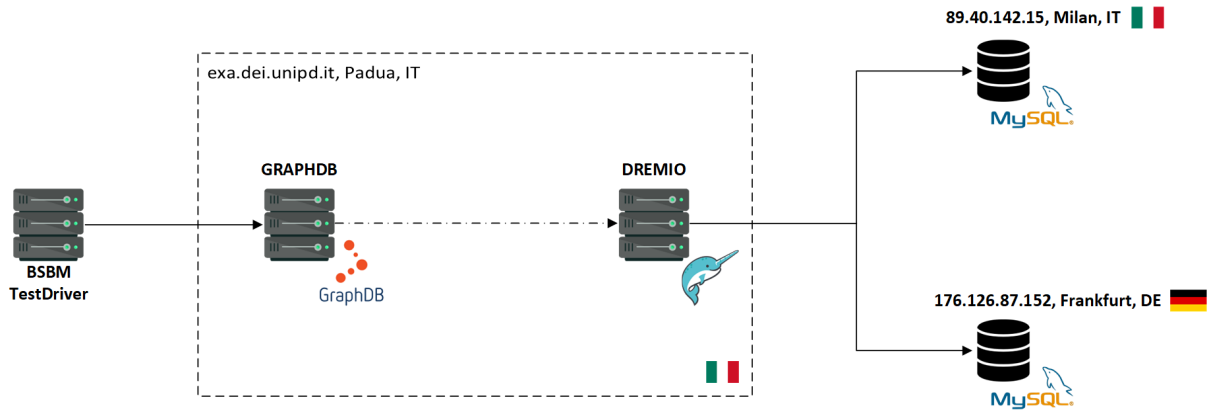 89.40.142.15, Milan, IT
exa.dei.unipd.it, Padua, IT
MySQL®
GRAPHDB
DREMIO
BSBM
TestDriver
GraphDB
176.126.87.152, Frankfurt, DE
MySQL®